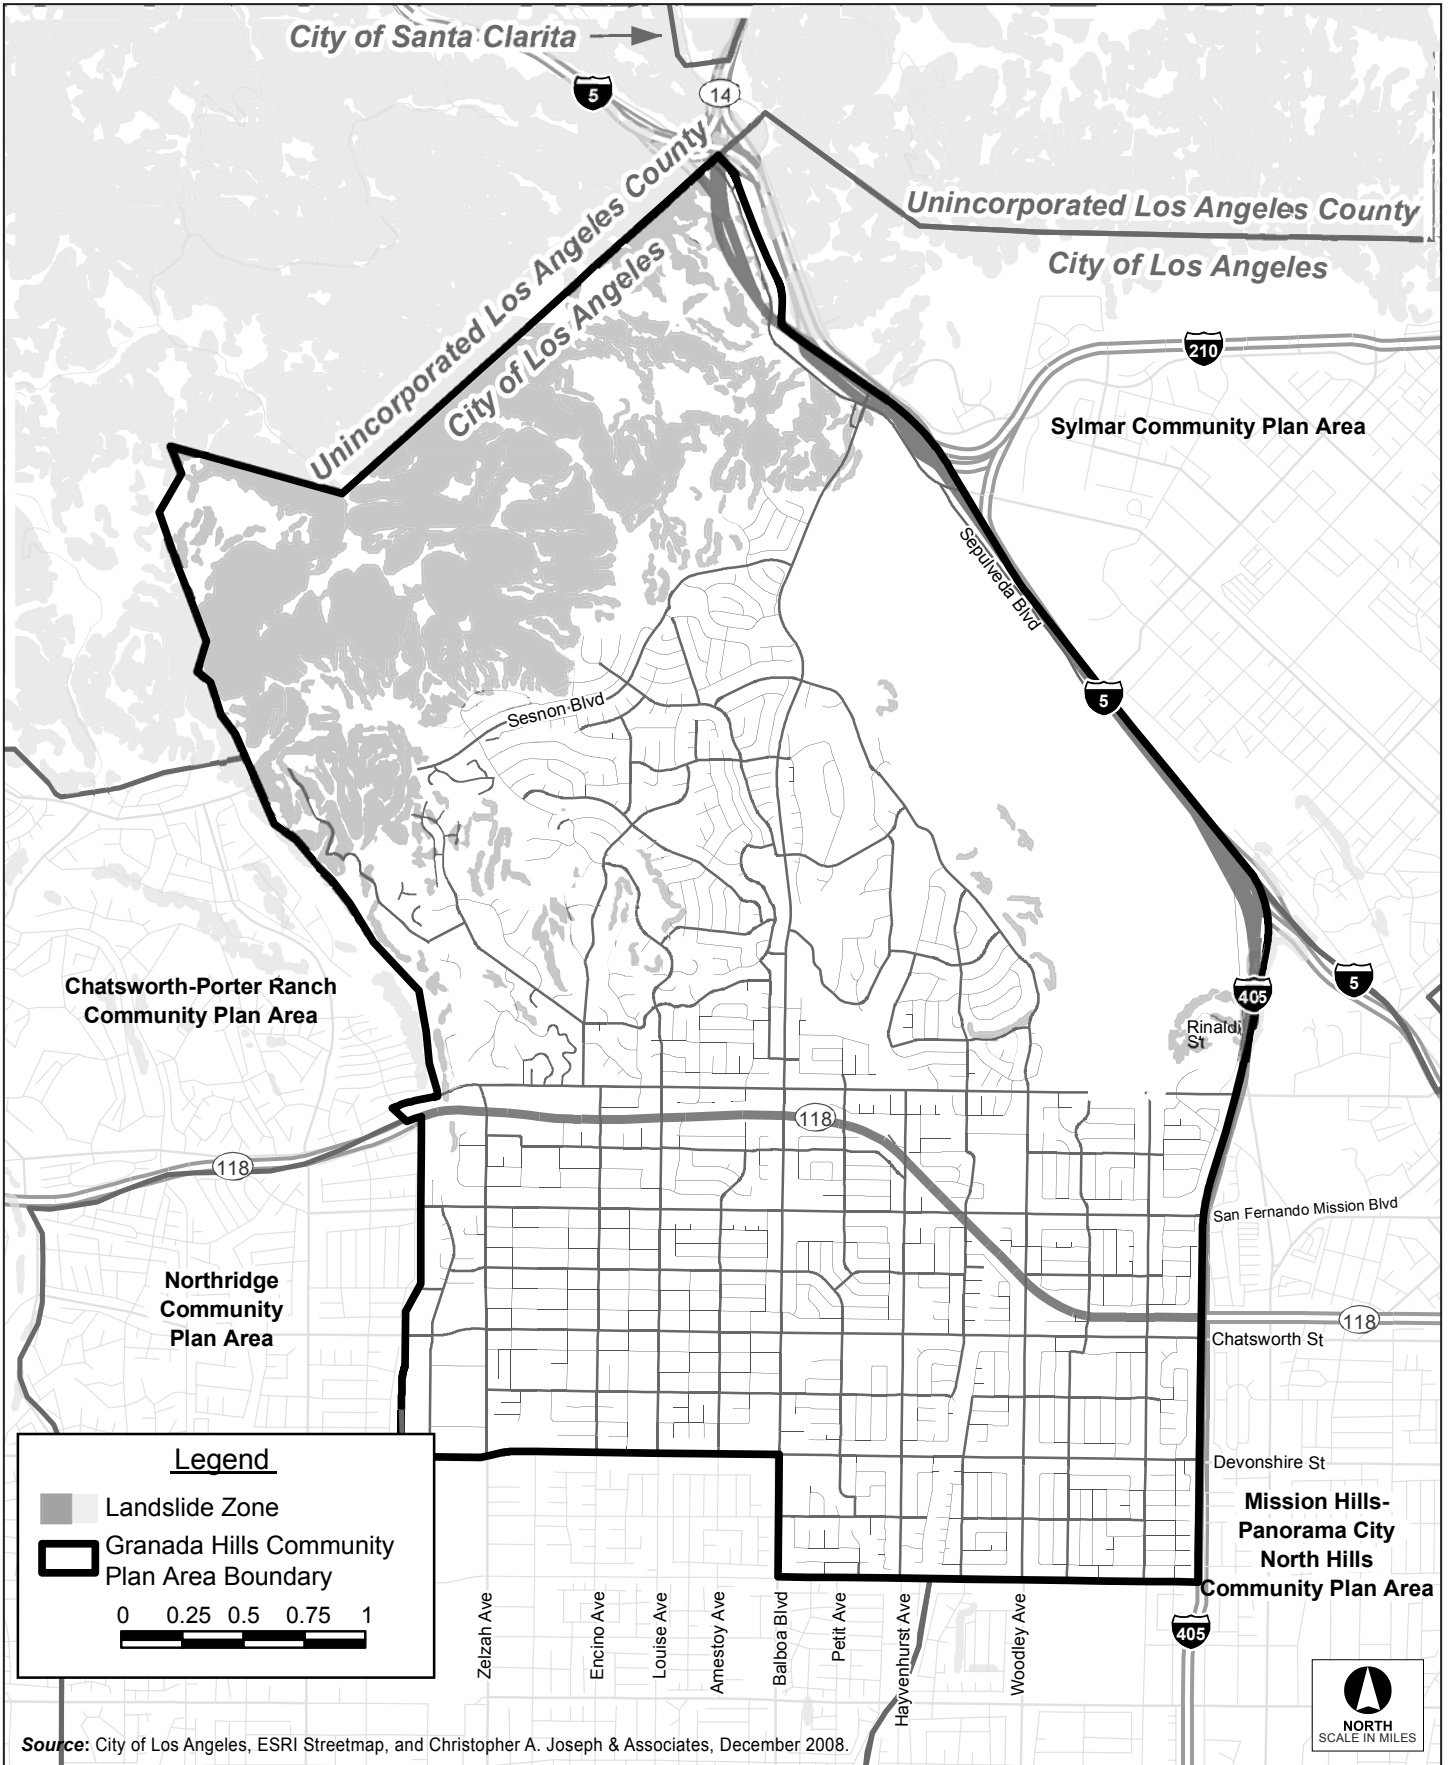 City of Santa Clarita
5
14
Unincorporated Los Angeles County
City of Los Angeles
Unincorporated Los Angeles County
City of Los Angeles
210
Sylmar Community Plan Area
Sepulveda Blvd
5
Sesnon Blvd
Chatsworth-Porter Ranch
Community Plan Area
5
405
Rinaldi
St
118
118
San Fernando Mission Blvd
Northridge
Community
Plan Area
118
Chatsworth St
Devonshire St
Mission Hills-
Panorama City
North Hills
Community Plan Area
405
Legend
Landslide Zone
Granada Hills Community
Plan Area Boundary
0 0.25 0.5 0.75 1
Zelzah Ave
Encino Ave
Louise Ave
Amestoy Ave
Balboa Blvd
Petit Ave
Hayvenhurst Ave
Woodley Ave
NORTH
SCALE IN MILES
Source: City of Los Angeles, ESRI Streetmap, and Christopher A. Joseph & Associates, December 2008.